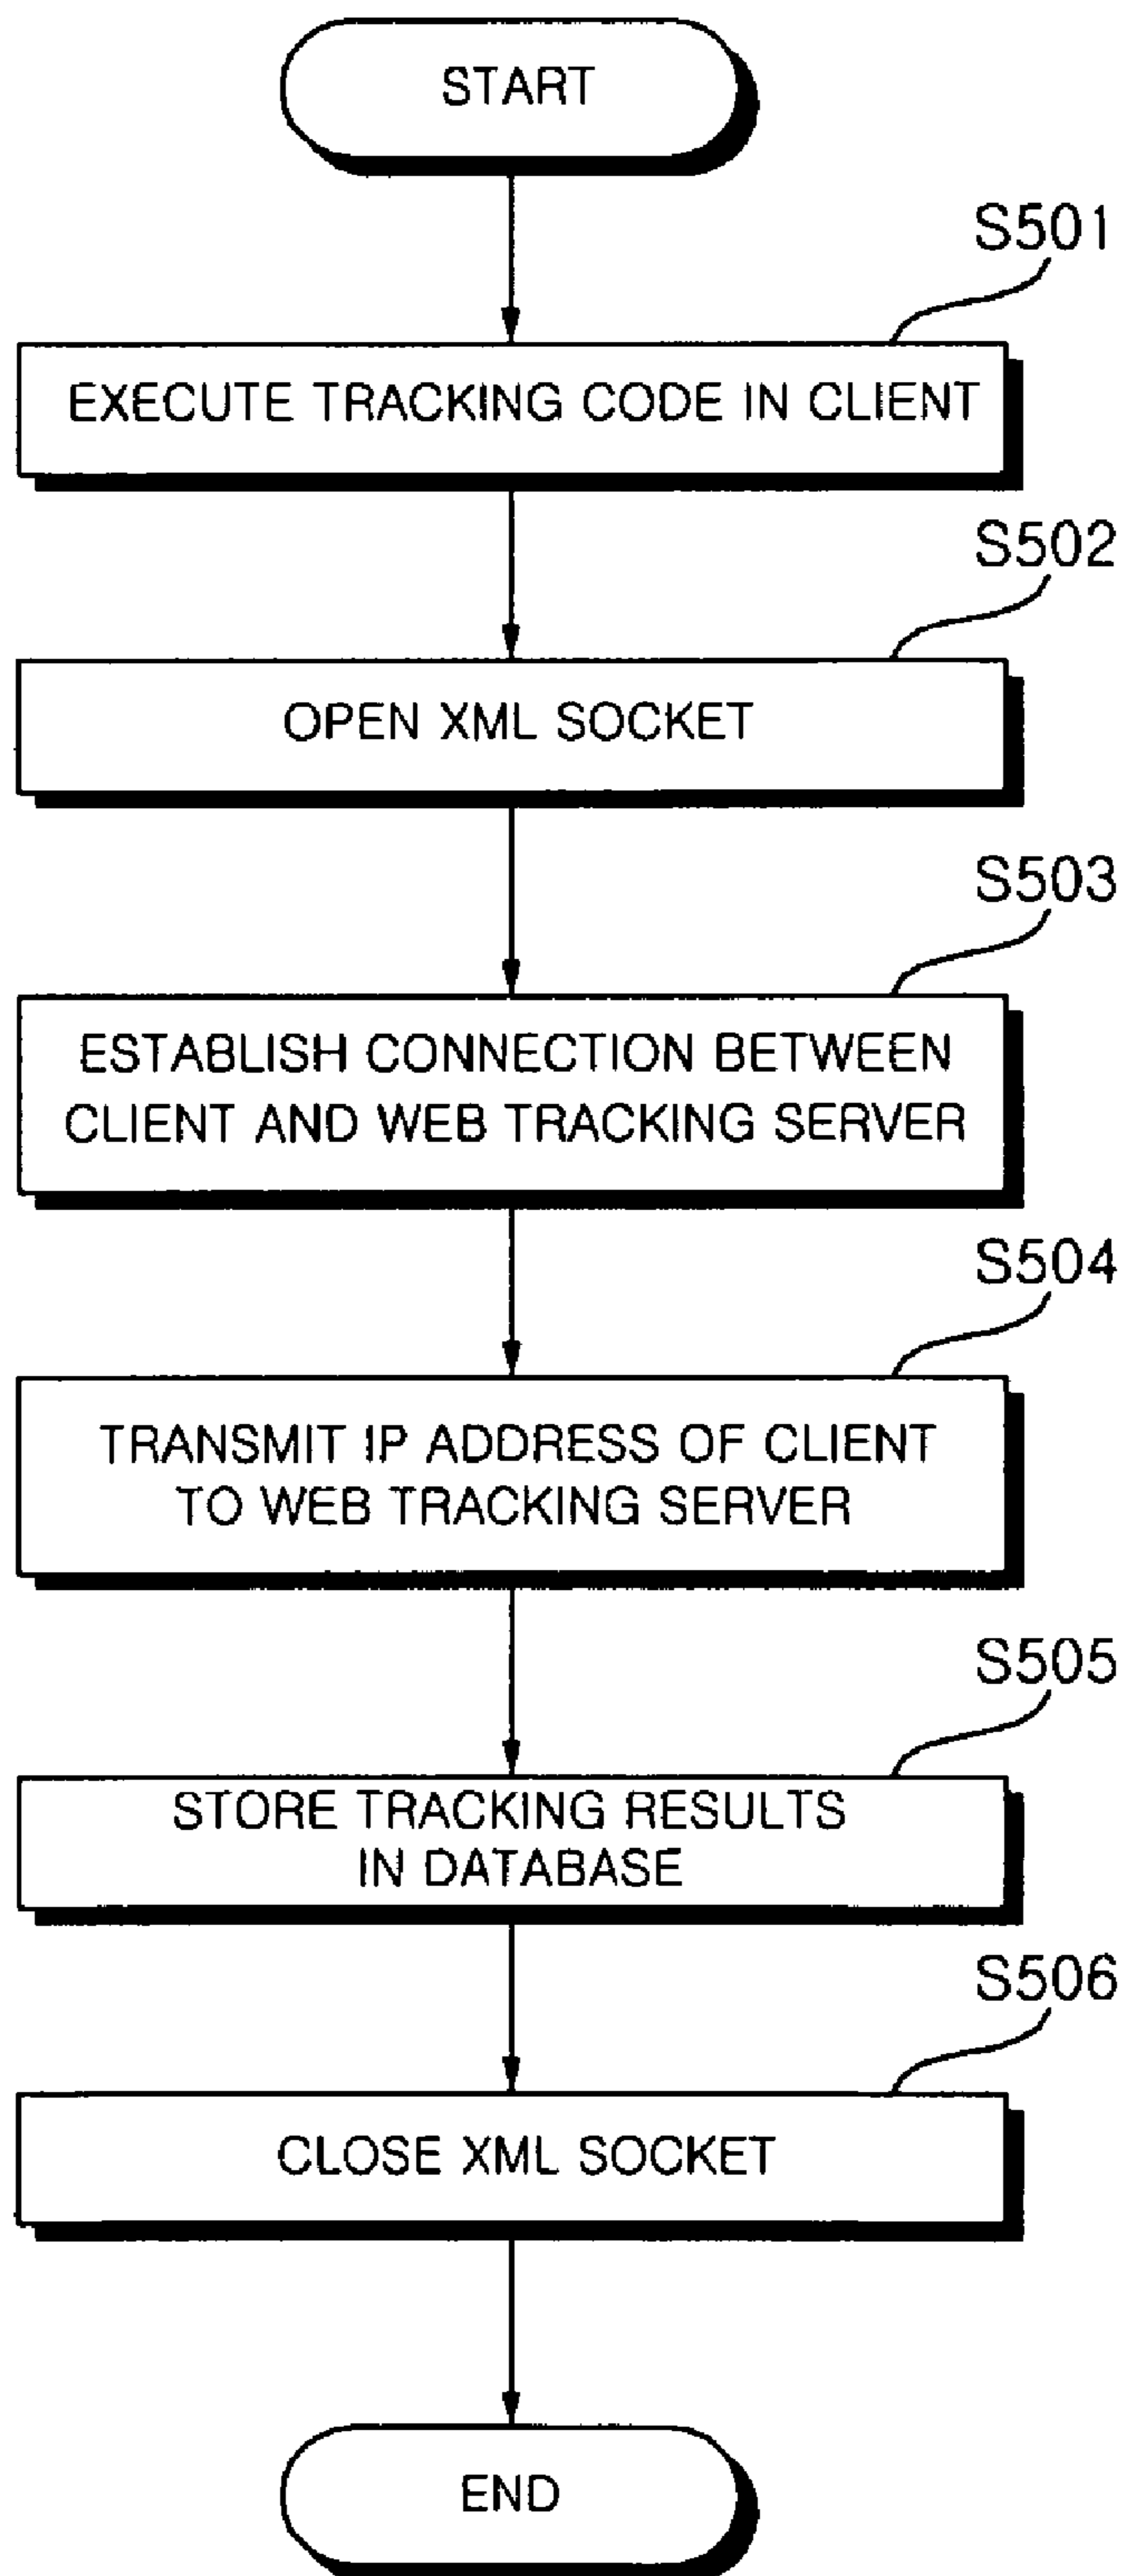 START
S501
EXECUTE TRACKING CODE IN CLIENT
S502
OPEN XML SOCKET
S503
ESTABLISH CONNECTION BETWEEN
CLIENT AND WEB TRACKING SERVER
S504
TRANSMIT IP ADDRESS OF CLIENT
TO WEB TRACKING SERVER
S505
STORE TRACKING RESULTS
IN DATABASE
S506
CLOSE XML SOCKET
END